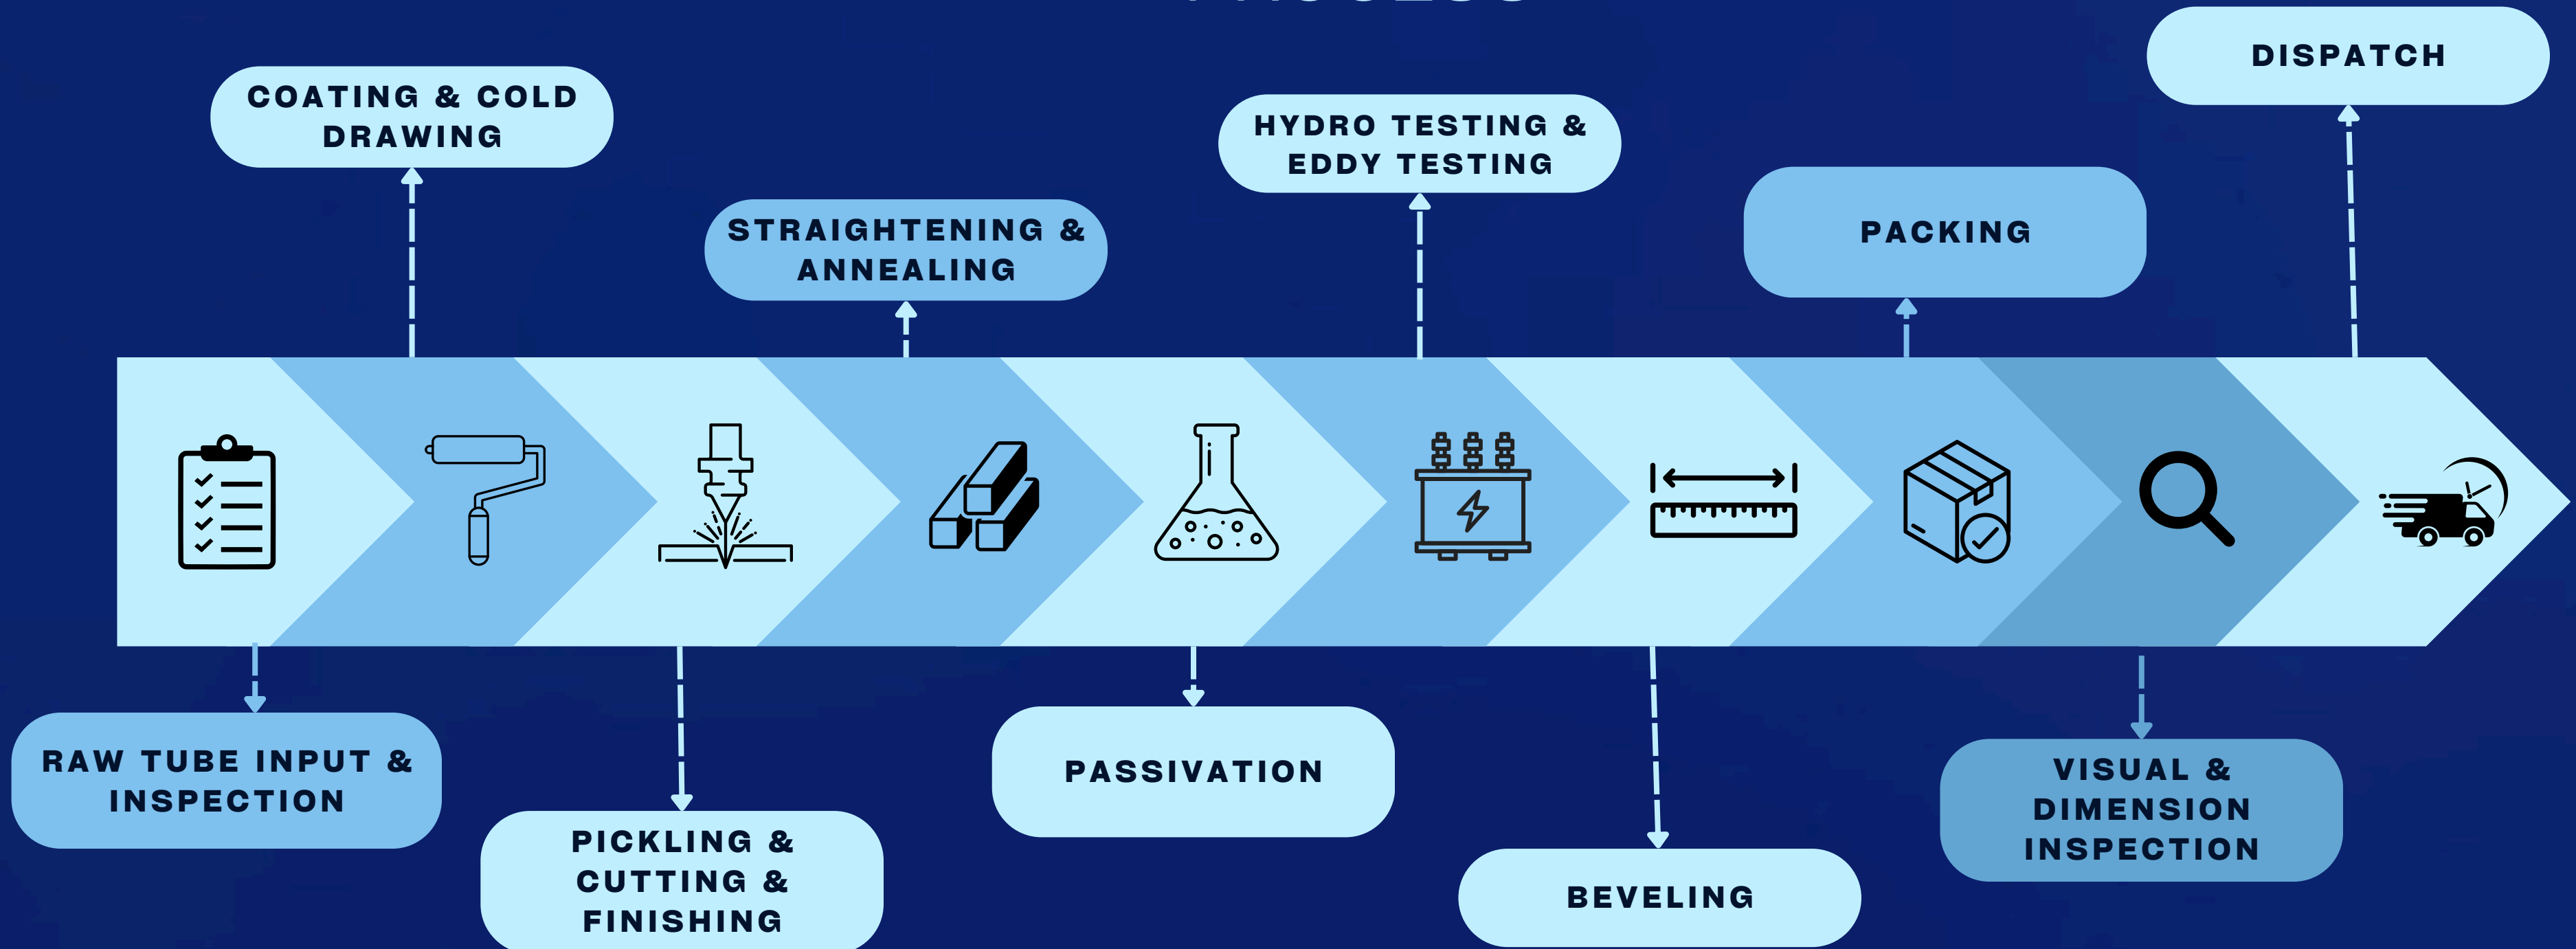 DISPATCH
COATING & COLD
DRAWING
HYDRO TESTING &
EDDY TESTING
STRAIGHTENING &
ANNEALING
PACKING
RAW TUBE INPUT &
INSPECTION
PICKLING &
CUTTING &
FINISHING
PASSIVATION
BEVELING
VISUAL &
DIMENSION
INSPECTION